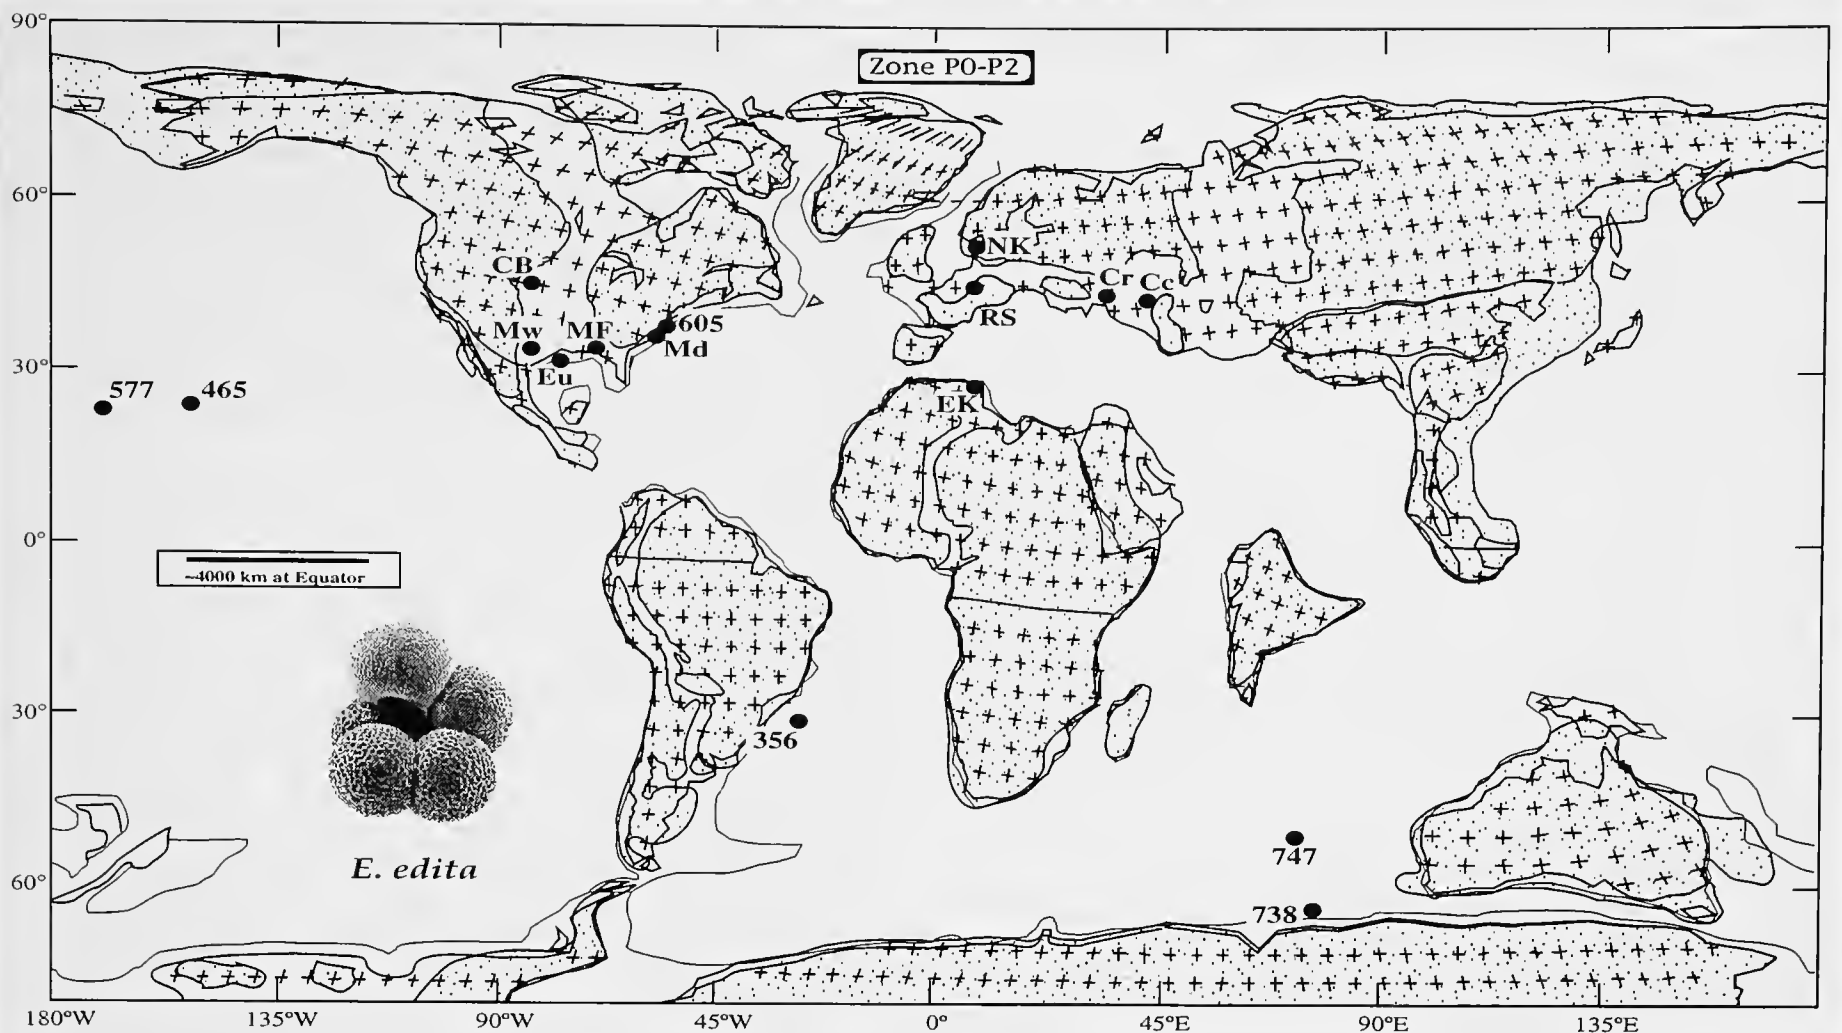 90°
Zone P0-P2
60°
NK
CB
Cr Cc
605
RS
Mw MF
Md
30°
Eu
577 465
EK
0°
~4000 km at Equator
30°
356
747
E. edita
60°
738
180°W 135°W 90°W 45°W 0° 45°E 90°E 135°E